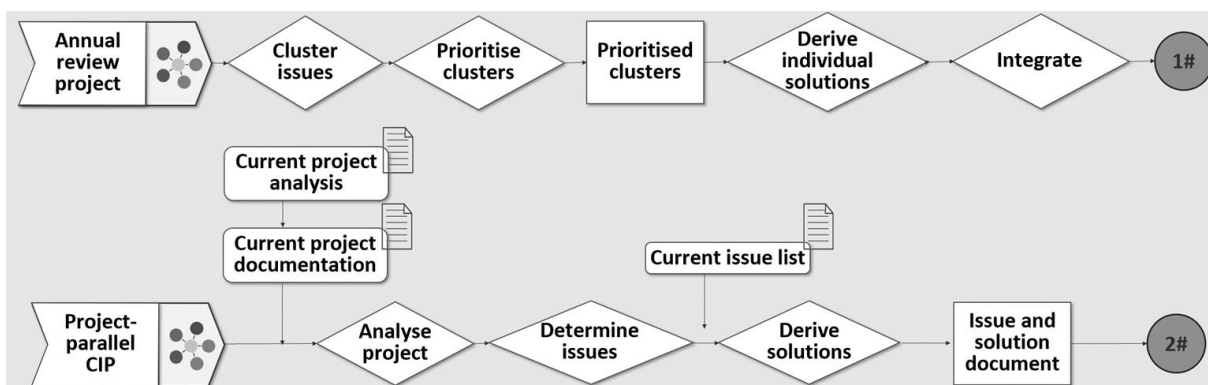 Annual
review
project
Cluster
issues
Prioritise
clusters
Prioritised
clusters
Derive
individual
solutions
Integrate
1#
Current project
analysis
Current project
documentation
Current issue list
Project-
parallel
CIP
Analyse
project
Determine
issues
Derive
solutions
Issue and
solution
document
2#